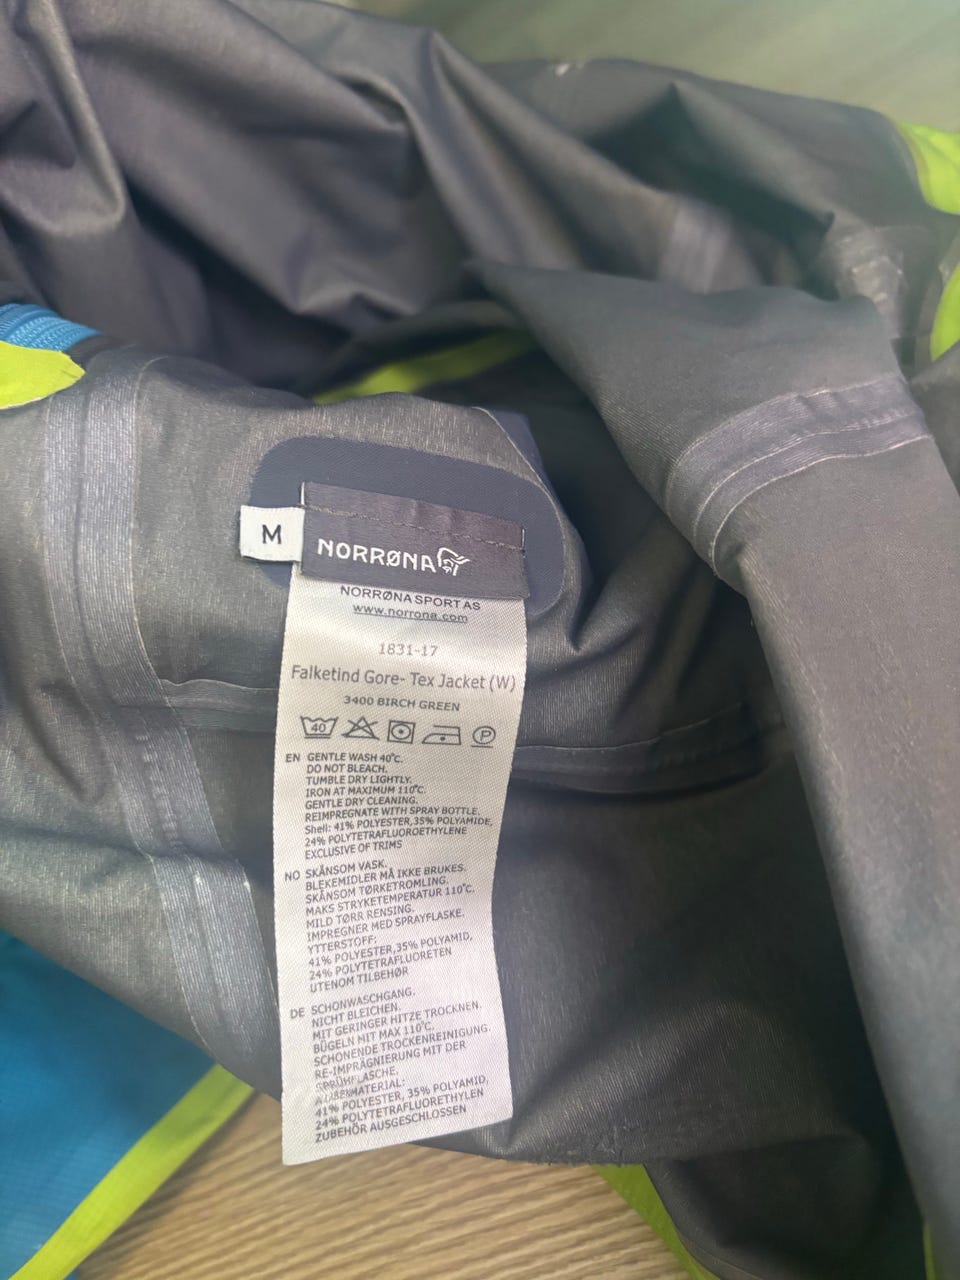 M
NORRØNA
NORRØNA SPORT AS
www.norrona.com
1831-17
Falketind Gore- Tex Jacket (W)
3400 BIRCH GREEN
40
P
EN GENTLE WASH 40°C.
DO NOT BLEACH.
TUMBLE DRY LIGHTLY.
IRON AT MAXIMUM 110°C.
GENTLE DRY CLEANING.
REIMPREGNATE WITH SPRAY BOTTLE.
Shell: 41% POLYESTER,35% POLYAMIDE,
24% POLYTETRAFLUOROETHYLENE
EXCLUSIVE OF TRIMS
NO SKÅNSOM VASK.
BLEKEMIDLER MÅ IKKE BRUKES.
SKÅNSOM TØRKETROMLING.
MAKS STRYKETEMPERATUR 110°C.
MILD TØRR RENSING.
IMPREGNER MED SPRAYFLASKE.
YTTERSTOFF:
41% POLYESTER,35% POLYAMID,
24% POLYTETRAFLUORETEN
UTENOM TILBEHØR
DE SCHONWASCHGANG.
NICHT BLEICHEN.
MIT GERINGER HITZE TROCKNEN.
BÜGELN MIT MAX 110°C.
SCHONENDE TROCKENREINIGUNG.
RE-IMPRÄGNIERUNG MIT DER
SPRÜHFLASCHE.
AUßENMATERIAL:
41% POLYESTER, 35% POLYAMID,
24% POLYTETRAFLURETHYLEN
ZUBEHÖR AUSGESCHLOSSEN